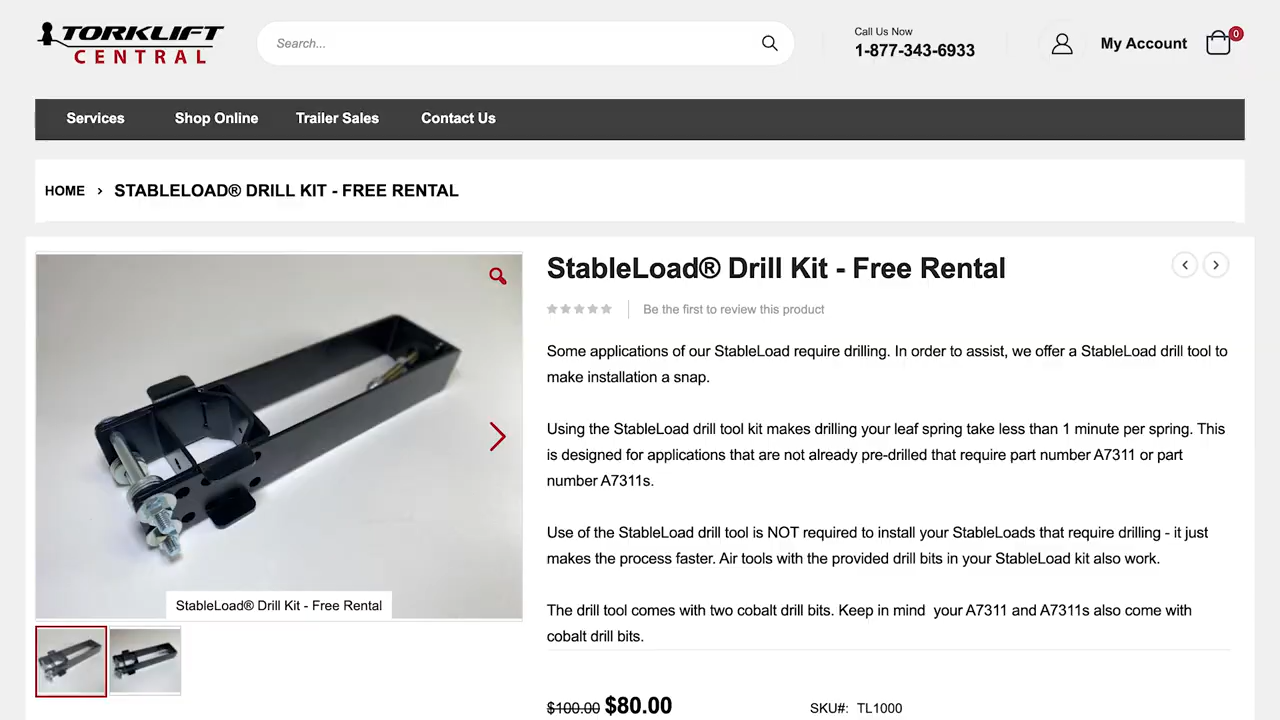 TORKLIFT
CENTRAL
Search...
Call Us Now
1-877-343-6933
My Account
0
Services
Shop Online
Trailer Sales
Contact Us
HOME › STABLELOAD® DRILL KIT - FREE RENTAL
StableLoad® Drill Kit - Free Rental
Be the first to review this product
Some applications of our StableLoad require drilling. In order to assist, we offer a StableLoad drill tool to
make installation a snap.
Using the StableLoad drill tool kit makes drilling your leaf spring take less than 1 minute per spring. This
is designed for applications that are not already pre-drilled that require part number A7311 or part
number A7311s.
Use of the StableLoad drill tool is NOT required to install your StableLoads that require drilling - it just
makes the process faster. Air tools with the provided drill bits in your StableLoad kit also work.
The drill tool comes with two cobalt drill bits. Keep in mind  your A7311 and A7311s also come with
cobalt drill bits.
StableLoad® Drill Kit - Free Rental
$100.00 $80.00
SKU#: TL1000